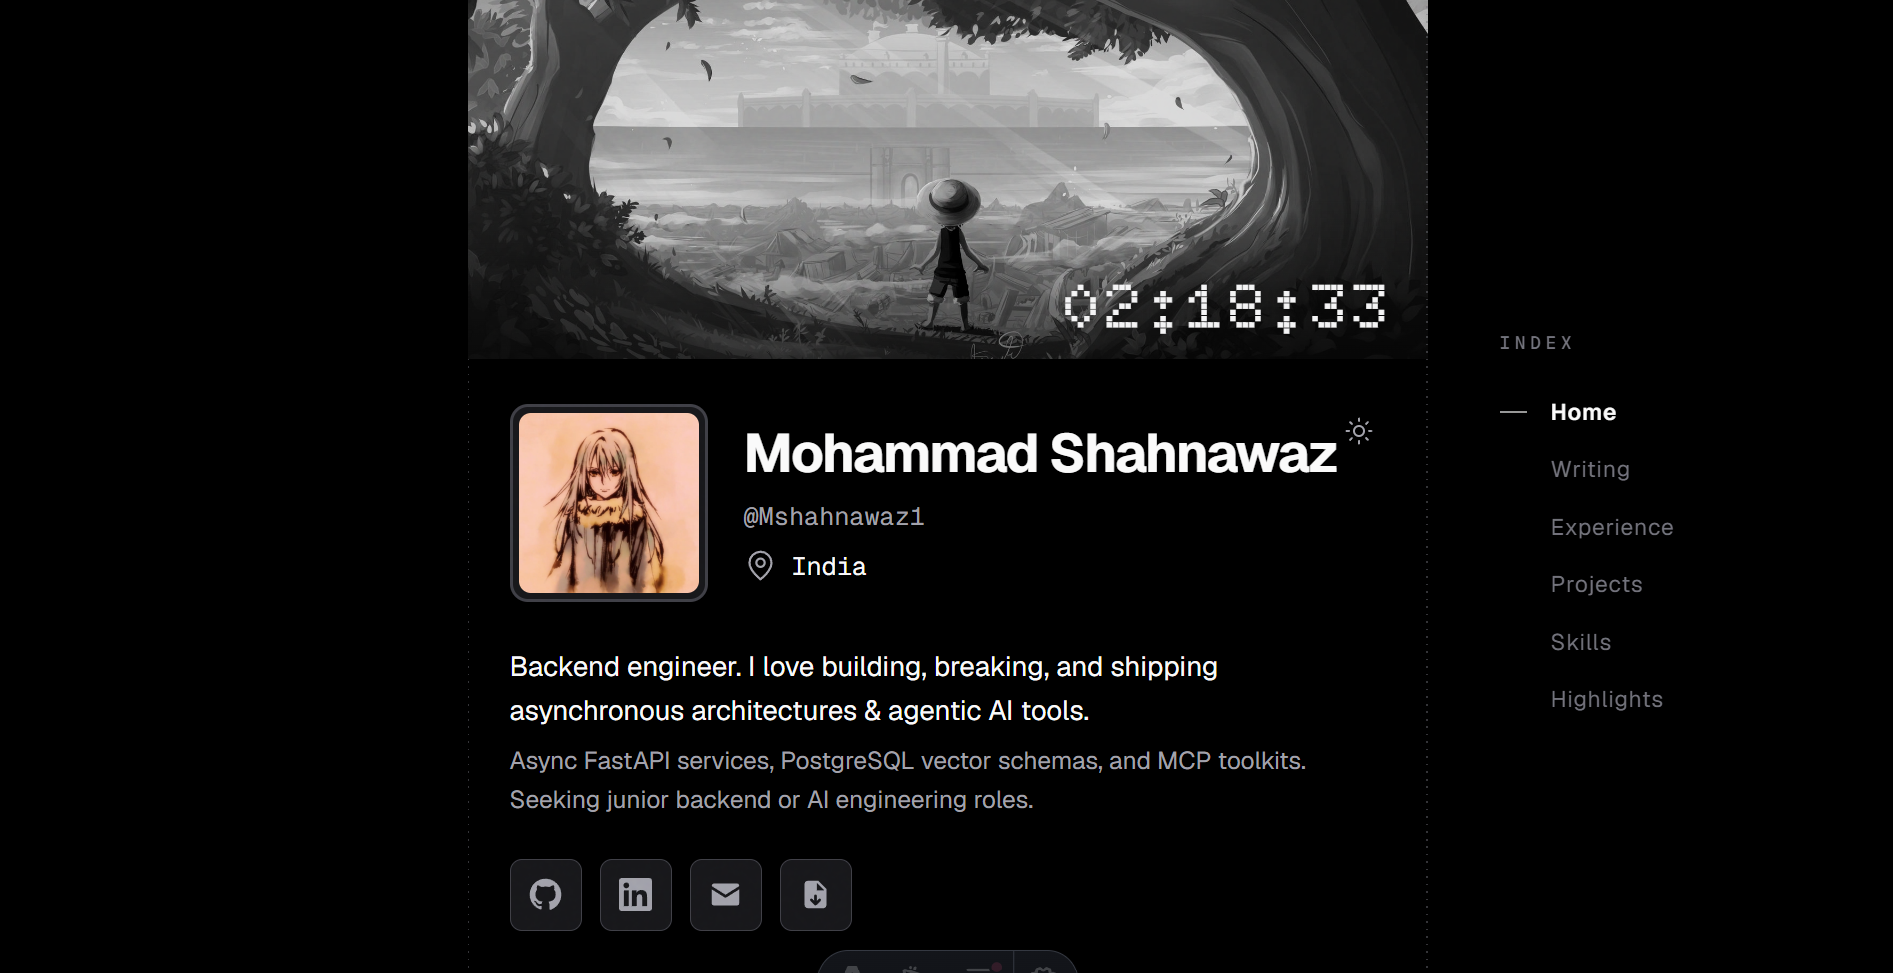 02:18:33
Mohammad Shahnawaz
@Mshahnawaz1
India
Backend engineer. I love building, breaking, and shipping
asynchronous architectures & agentic AI tools.
Async FastAPI services, PostgreSQL vector schemas, and MCP toolkits.
Seeking junior backend or AI engineering roles.
in
INDEX
Home
Writing
Experience
Projects
Skills
Highlights